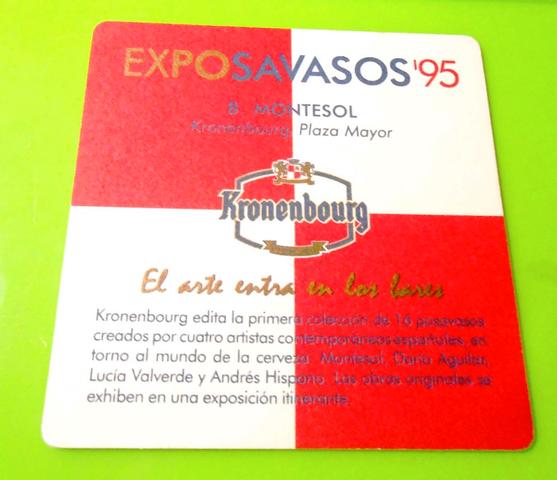 EXPOSAVASOS'95
8 MONTESOL
Kronenbourg, Plaza Mayor
Kronenbourg
El arte entra en los bares
Kronenbourg edita la primera colección de 16 posavasos
creados por cuatro artistas contemporáneos españoles, en
torno al mundo de la cerveza. Montesol, Darío Aguilar,
Lucía Valverde y Andrés Hispano. Las obras originales se
exhiben en una exposición itinerante.